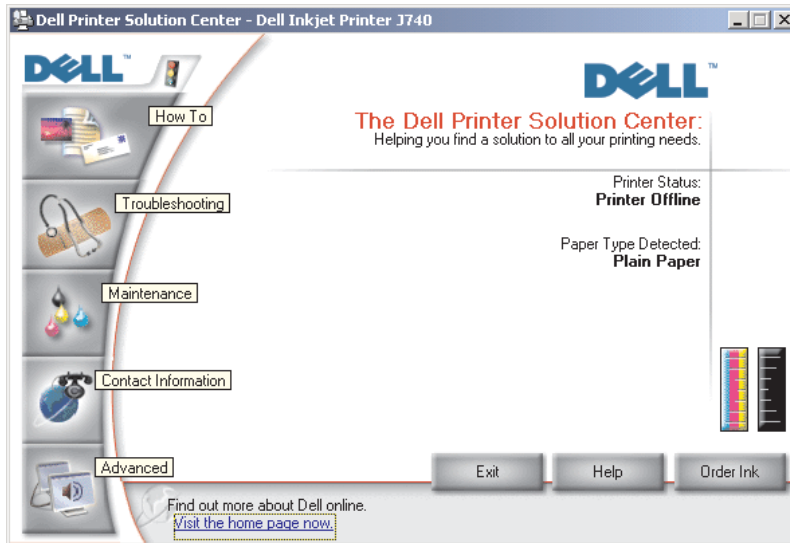 Dell Printer Solution Center - Dell Inkjet Printer J740
DELL™
DELL™
How To
The Dell Printer Solution Center:
Helping you find a solution to all your printing needs.
Printer Status:
Printer Offline
Troubleshooting
Paper Type Detected:
Plain Paper
Maintenance
Contact Information
Advanced
Exit
Help
Order Ink
Find out more about Dell online.
Visit the home page now.